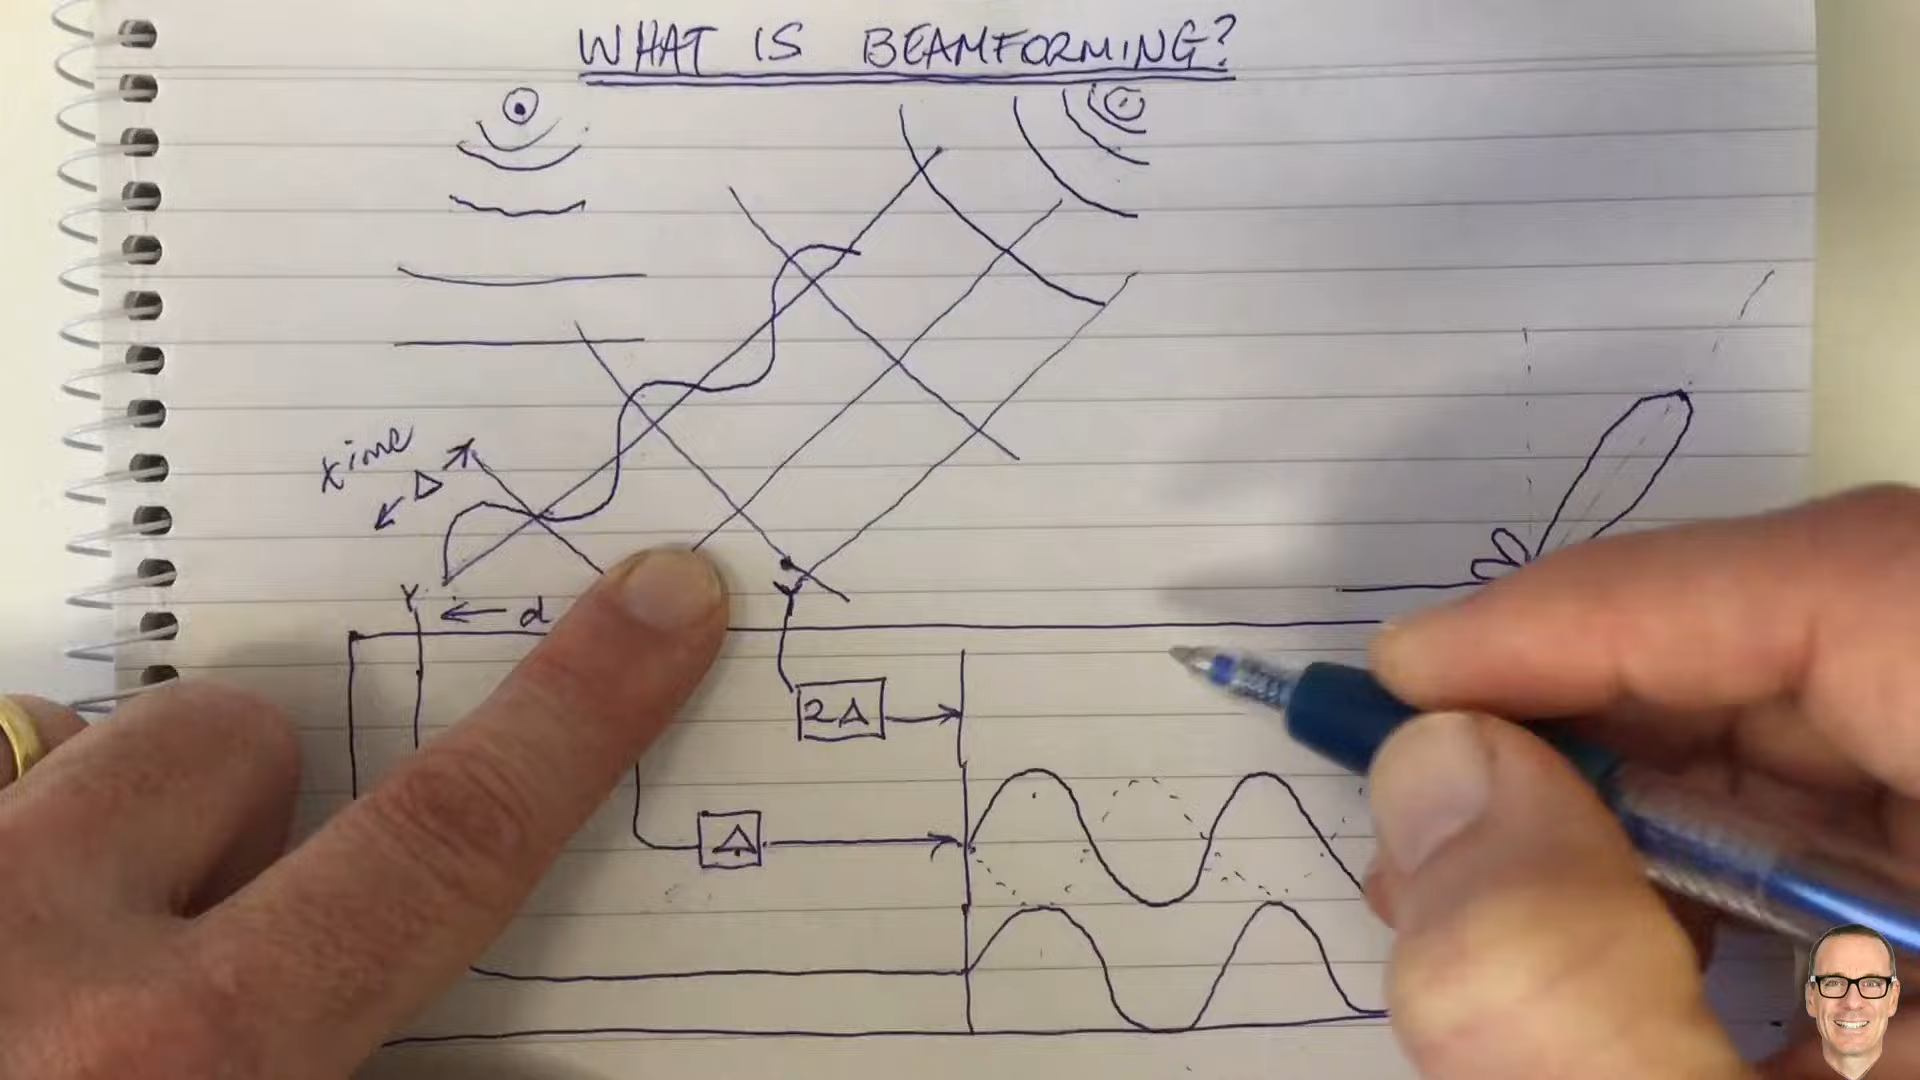 WHAT IS BEAMFORMING?
time
Δ
Y
← d
2Δ
Δ